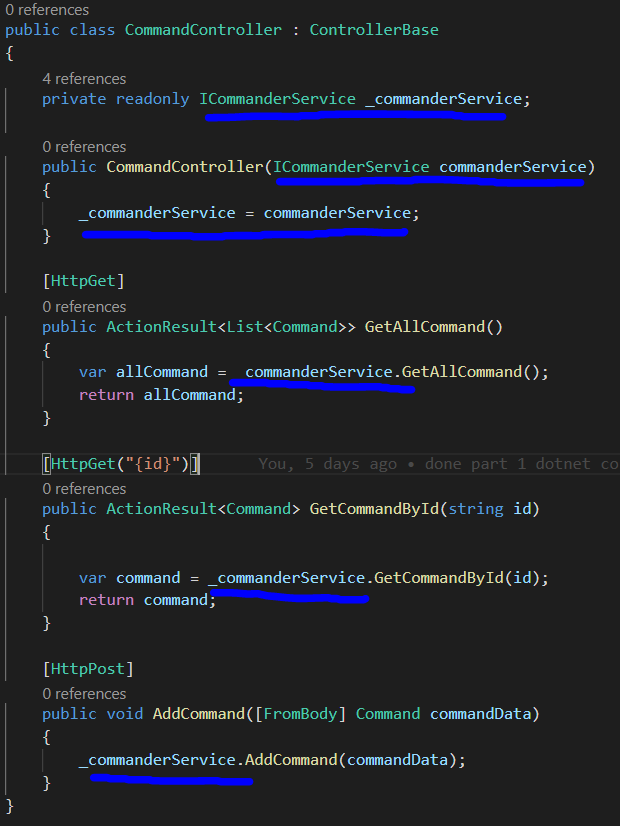 0 references
public class CommandController : ControllerBase
{
4 references
private readonly ICommanderService _commanderService;
0 references
public CommandController(ICommanderService commanderService)
{
_commanderService = commanderService;
}
[HttpGet]
0 references
public ActionResult<List<Command>> GetAllCommand()
{
var allCommand = _commanderService.GetAllCommand();
return allCommand;
}
[HttpGet("{id}")] You, 5 days ago • done part 1 dotnet co
0 references
public ActionResult<Command> GetCommandById(string id)
{
var command = _commanderService.GetCommandById(id);
return command;
}
[HttpPost]
0 references
public void AddCommand([FromBody] Command commandData)
{
_commanderService.AddCommand(commandData);
}
}